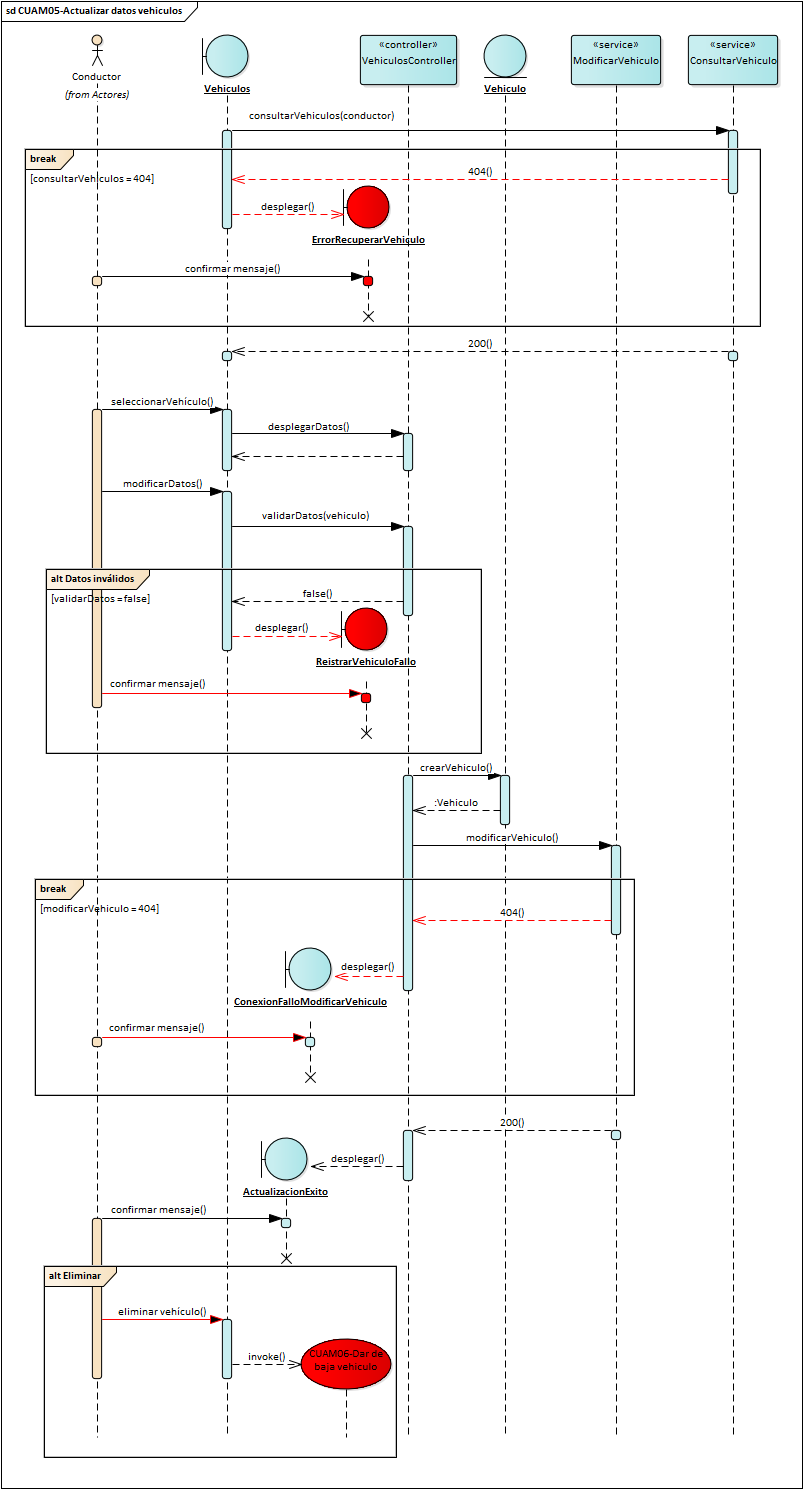 sd CUAM05-Actualizar datos vehiculos
Conductor
(from Actores)
Vehiculos
«controller»
VehiculosController
Vehiculo
«service»
ModificarVehiculo
«service»
ConsultarVehiculo
consultarVehiculos(conductor)
break
[consultarVehiculos = 404]
404()
desplegar()
ErrorRecuperarVehiculo
confirmar mensaje()
200()
seleccionarVehiculo()
desplegarDatos()
modificarDatos()
validarDatos(vehiculo)
alt Datos inválidos
[validarDatos = false]
false()
desplegar()
ReistrarVehiculoFallo
confirmar mensaje()
crearVehiculo()
:Vehiculo
modificarVehiculo()
break
[modificarVehiculo = 404]
404()
desplegar()
ConexionFalloModificarVehiculo
confirmar mensaje()
200()
desplegar()
ActualizacionExito
confirmar mensaje()
alt Eliminar
eliminar vehículo()
invoke()
CUAM06-Dar de
baja vehiculo